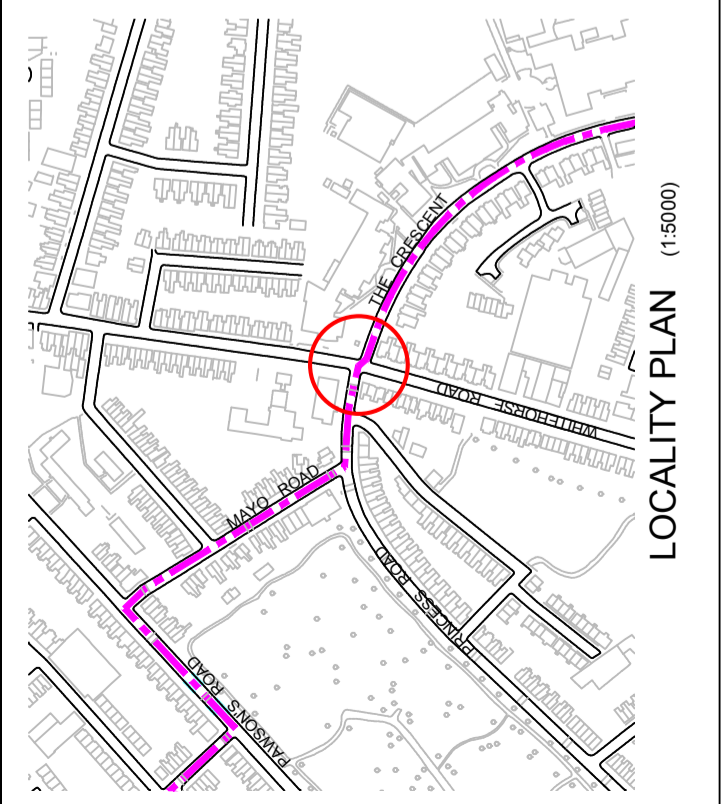 THE CRESCENT
WHITEHORSE ROAD
MAYO ROAD
PRINCESS ROAD
PAWSON'S ROAD
LOCALITY PLAN (1:5000)